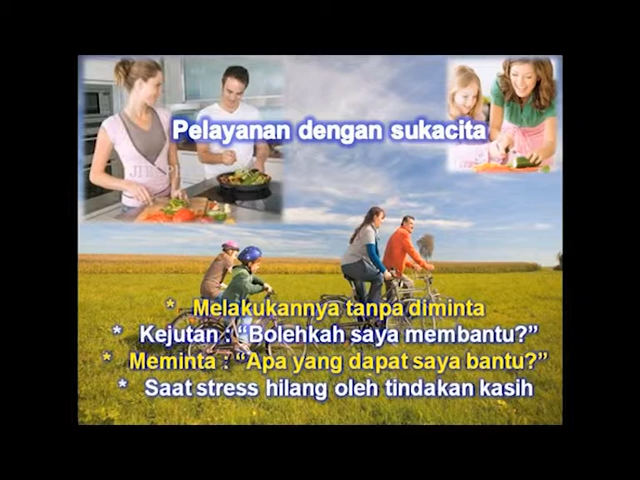 Pelayanan dengan sukacita
* Melakukannya tanpa diminta
* Kejutan : “Bolehkah saya membantu?”
* Meminta : “Apa yang dapat saya bantu?”
* Saat stress hilang oleh tindakan kasih